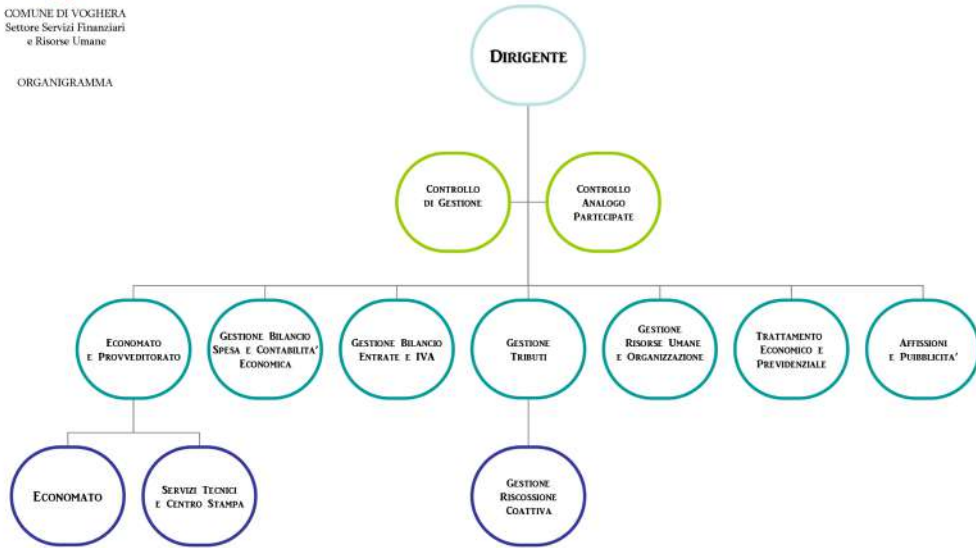 COMUNE DI VOGHERA
Settore Servizi Finanziari
e Risorse Umane
ORGANIGRAMMA
DIRIGENTE
CONTROLLO
DI GESTIONE
CONTROLLO
ANALOGO
PARTECIPATE
ECONOMATO
E PROVVEDITORATO
GESTIONE BILANCIO
SPESA E CONTABILITA'
ECONOMICA
GESTIONE BILANCIO
ENTRATE E IVA
GESTIONE
TRIBUTI
GESTIONE
RISORSE UMANE
E ORGANIZZAZIONE
TRATTAMENTO
ECONOMICO E
PREVIDENZIALE
AFFISSIONI
E PUIBBLICITA'
ECONOMATO
SERVIZI TECNICI
E CENTRO STAMPA
GESTIONE
RISCOSSIONE
COATTIVA